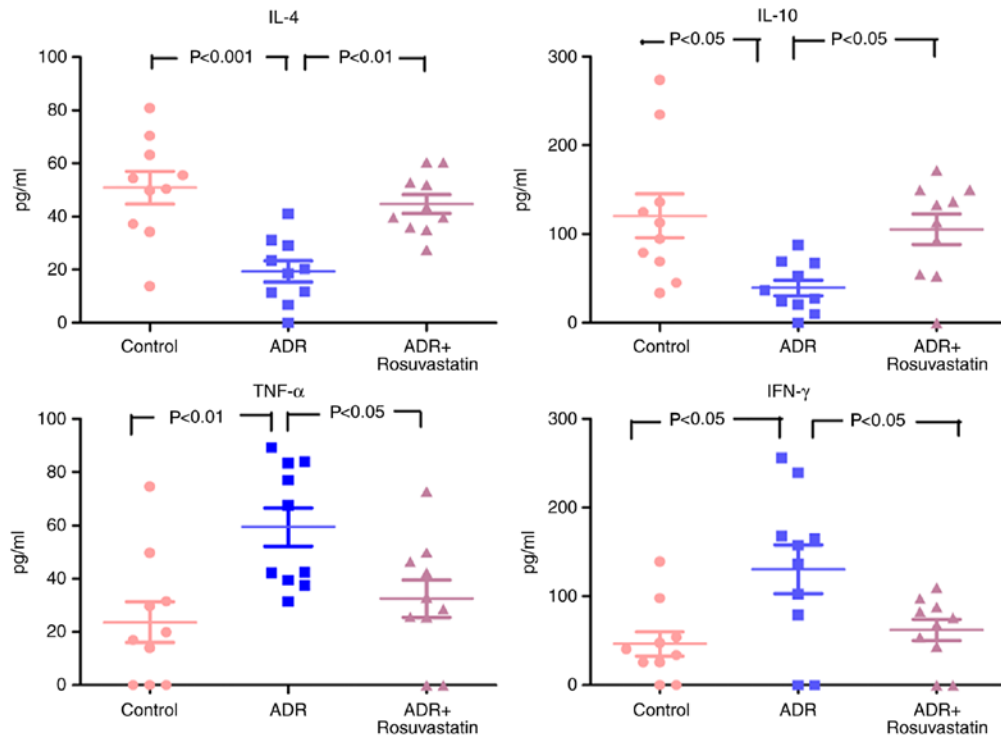 IL-4
P<0.001
P<0.01
100
80
60
40
20
0
pg/ml
Control
ADR
ADR+
Rosuvastatin
IL-10
P<0.05
P<0.05
300
200
100
0
pg/ml
Control
ADR
ADR+
Rosuvastatin
TNF-α
P<0.01
P<0.05
100
80
60
40
20
0
pg/ml
Control
ADR
ADR+
Rosuvastatin
IFN-γ
P<0.05
P<0.05
300
200
100
0
pg/ml
Control
ADR
ADR+
Rosuvastatin